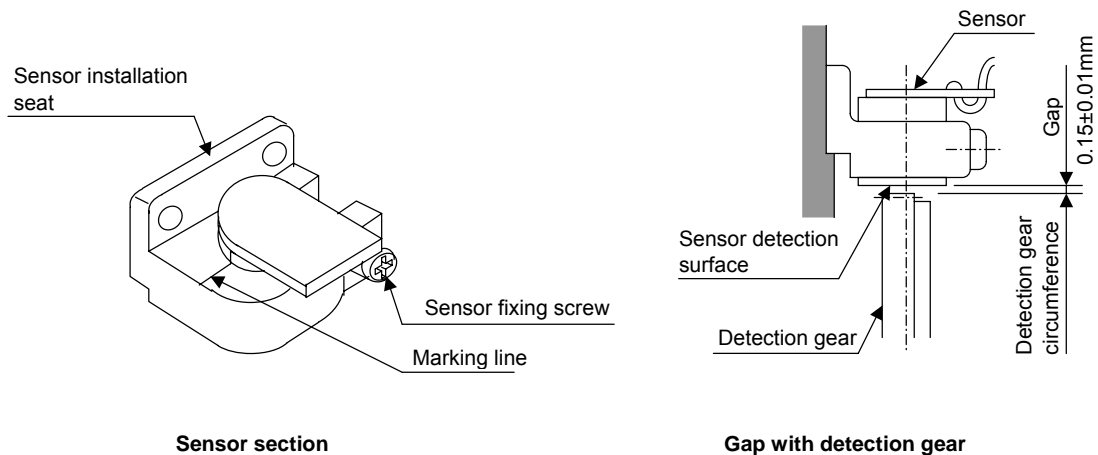 Sensor installation
seat
Sensor fixing screw
Marking line
Sensor section
Sensor
Gap
0.15±0.01mm
Sensor detection
surface
Detection gear
Detection gear
circumference
Gap with detection gear